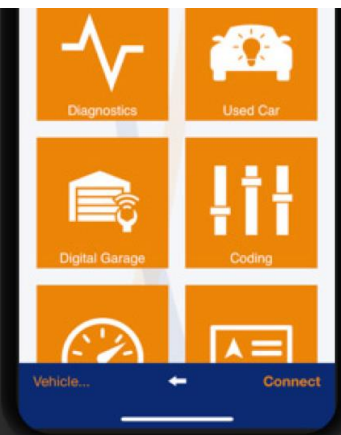 Diagnostics
Used Car
Digital Garage
Coding
Vehicle...
Connect